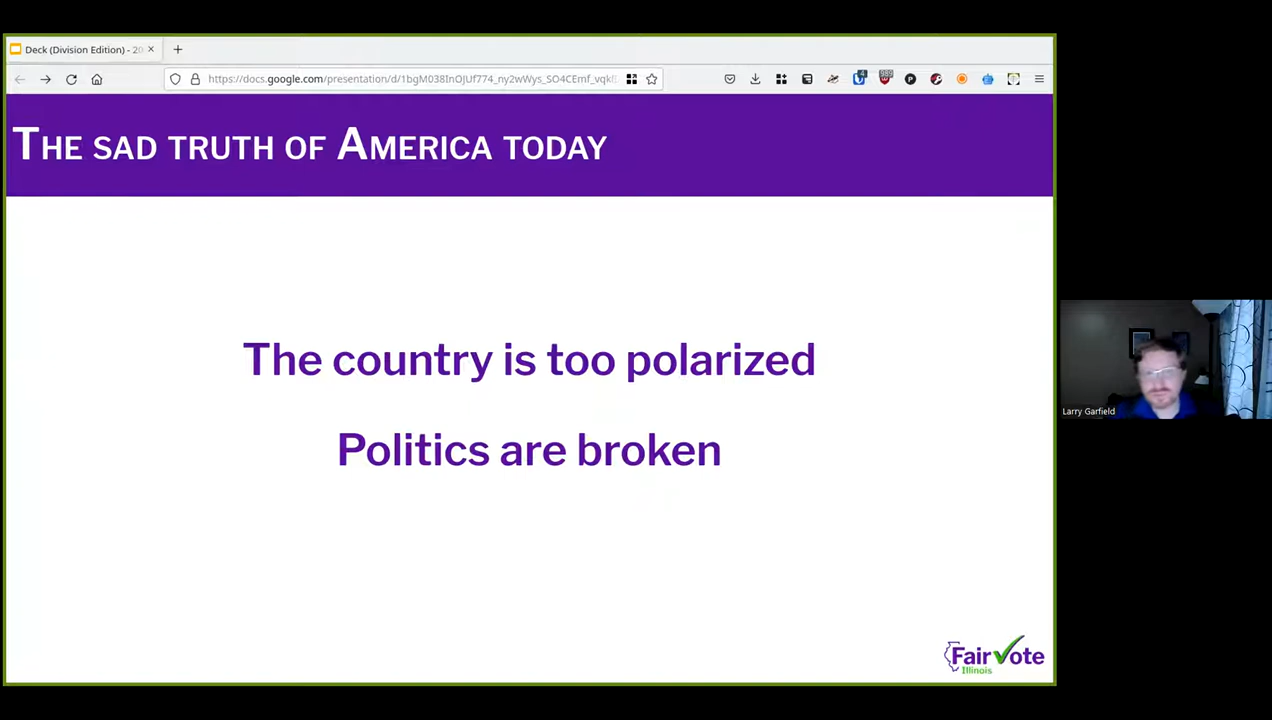 Deck (Division Edition) - 20
https://docs.google.com/presentation/d/1bgM038InOJUf774_ny2wWys_SO4CEmf_vqkl
The sad truth of America today
The country is too polarized
Politics are broken
Larry Garfield
FairVote
Illinois